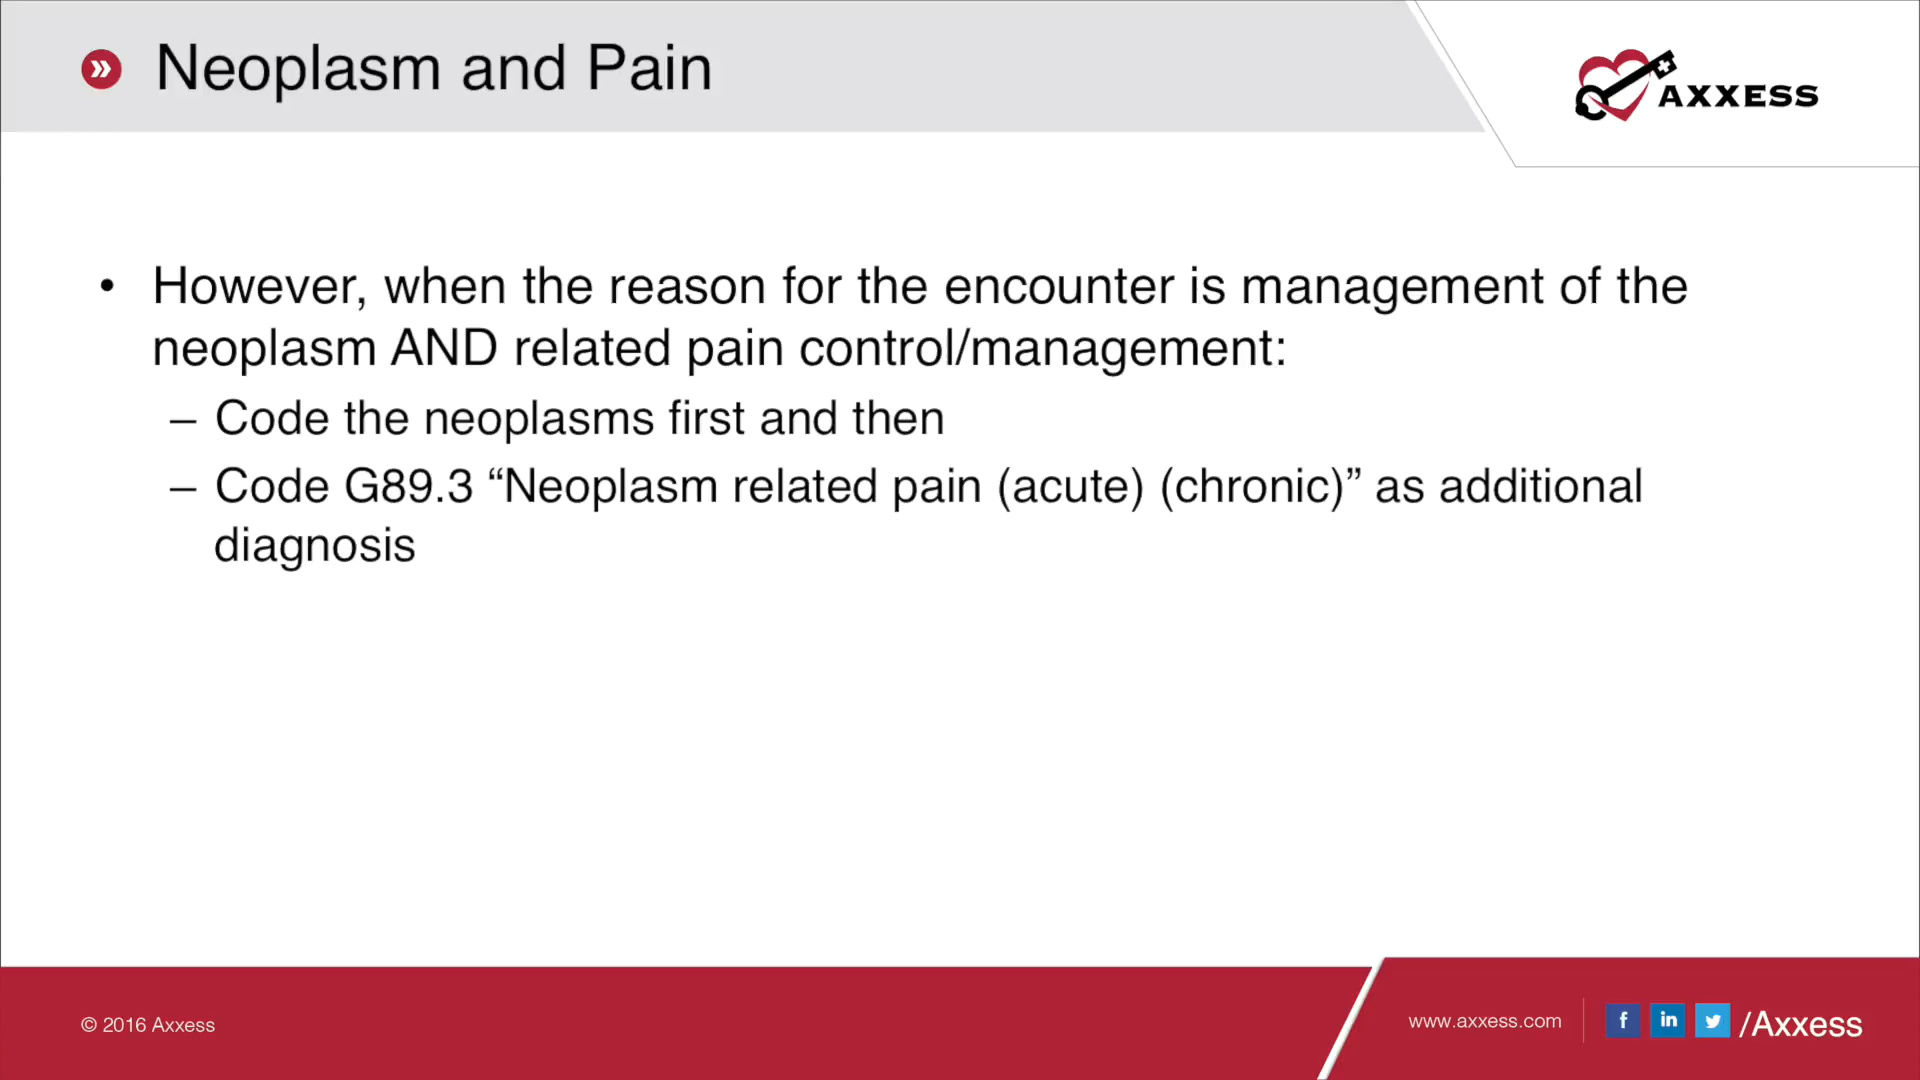 Neoplasm and Pain
AXXESS
• However, when the reason for the encounter is management of the
neoplasm AND related pain control/management:
– Code the neoplasms first and then
– Code G89.3 “Neoplasm related pain (acute) (chronic)” as additional
diagnosis
© 2016 Axxess
www.axxess.com
/Axxess